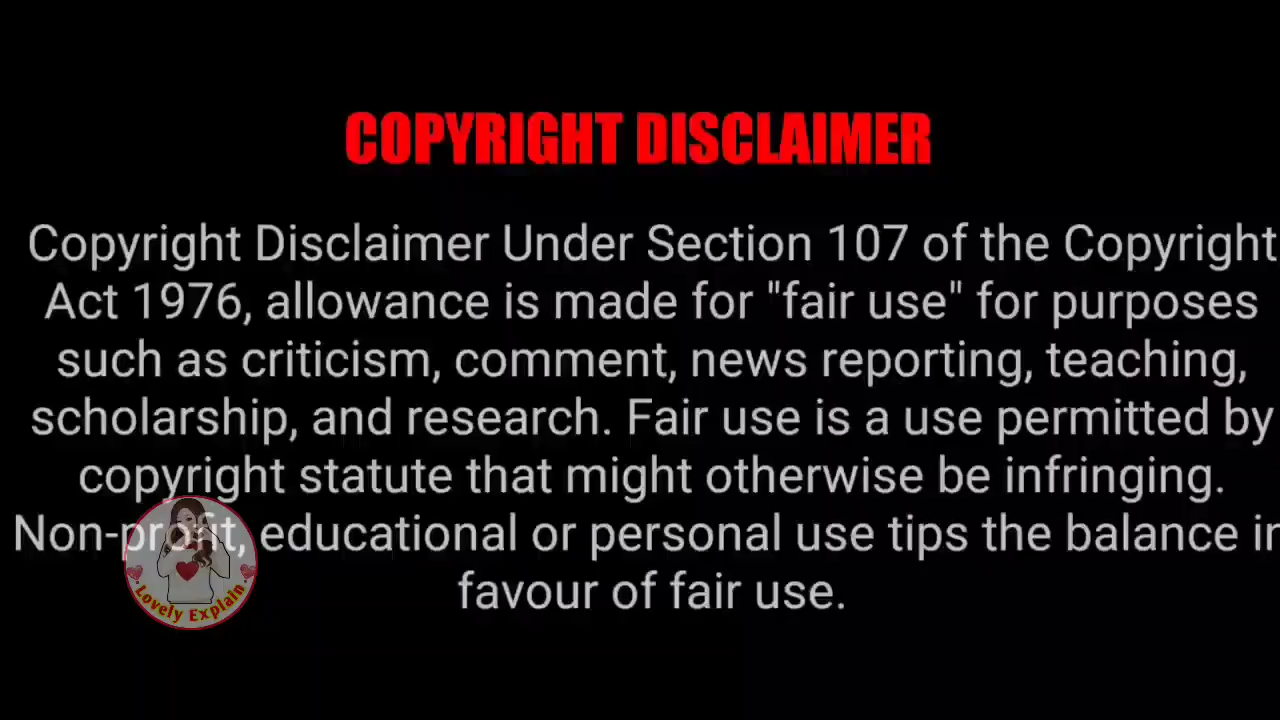 COPYRIGHT DISCLAIMER
Copyright Disclaimer Under Section 107 of the Copyright
Act 1976, allowance is made for "fair use" for purposes
such as criticism, comment, news reporting, teaching,
scholarship, and research. Fair use is a use permitted by
copyright statute that might otherwise be infringing.
Non-profit, educational or personal use tips the balance in
favour of fair use.
Lovely Explain